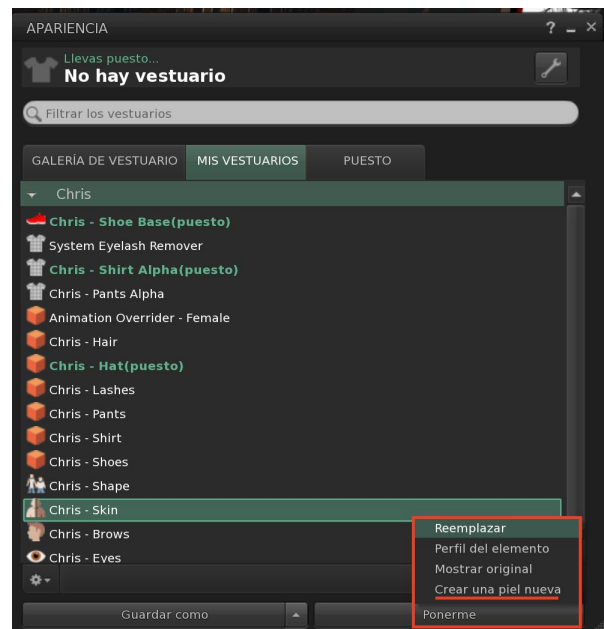 APARIENCIA ? _ ×
Llevas puesto...
No hay vestuario
Filtrar los vestuarios
GALERÍA DE VESTUARIO MIS VESTUARIOS PUESTO
Chris
Chris - Shoe Base(puesto)
System Eyelash Remover
Chris - Shirt Alpha(puesto)
Chris - Pants Alpha
Animation Overrider - Female
Chris - Hair
Chris - Hat(puesto)
Chris - Lashes
Chris - Pants
Chris - Shirt
Chris - Shoes
Chris - Shape
Chris - Skin
Chris - Brows
Chris - Eyes
Reemplazar
Perfil del elemento
Mostrar original
Crear una piel nueva
Guardar como
Ponerme